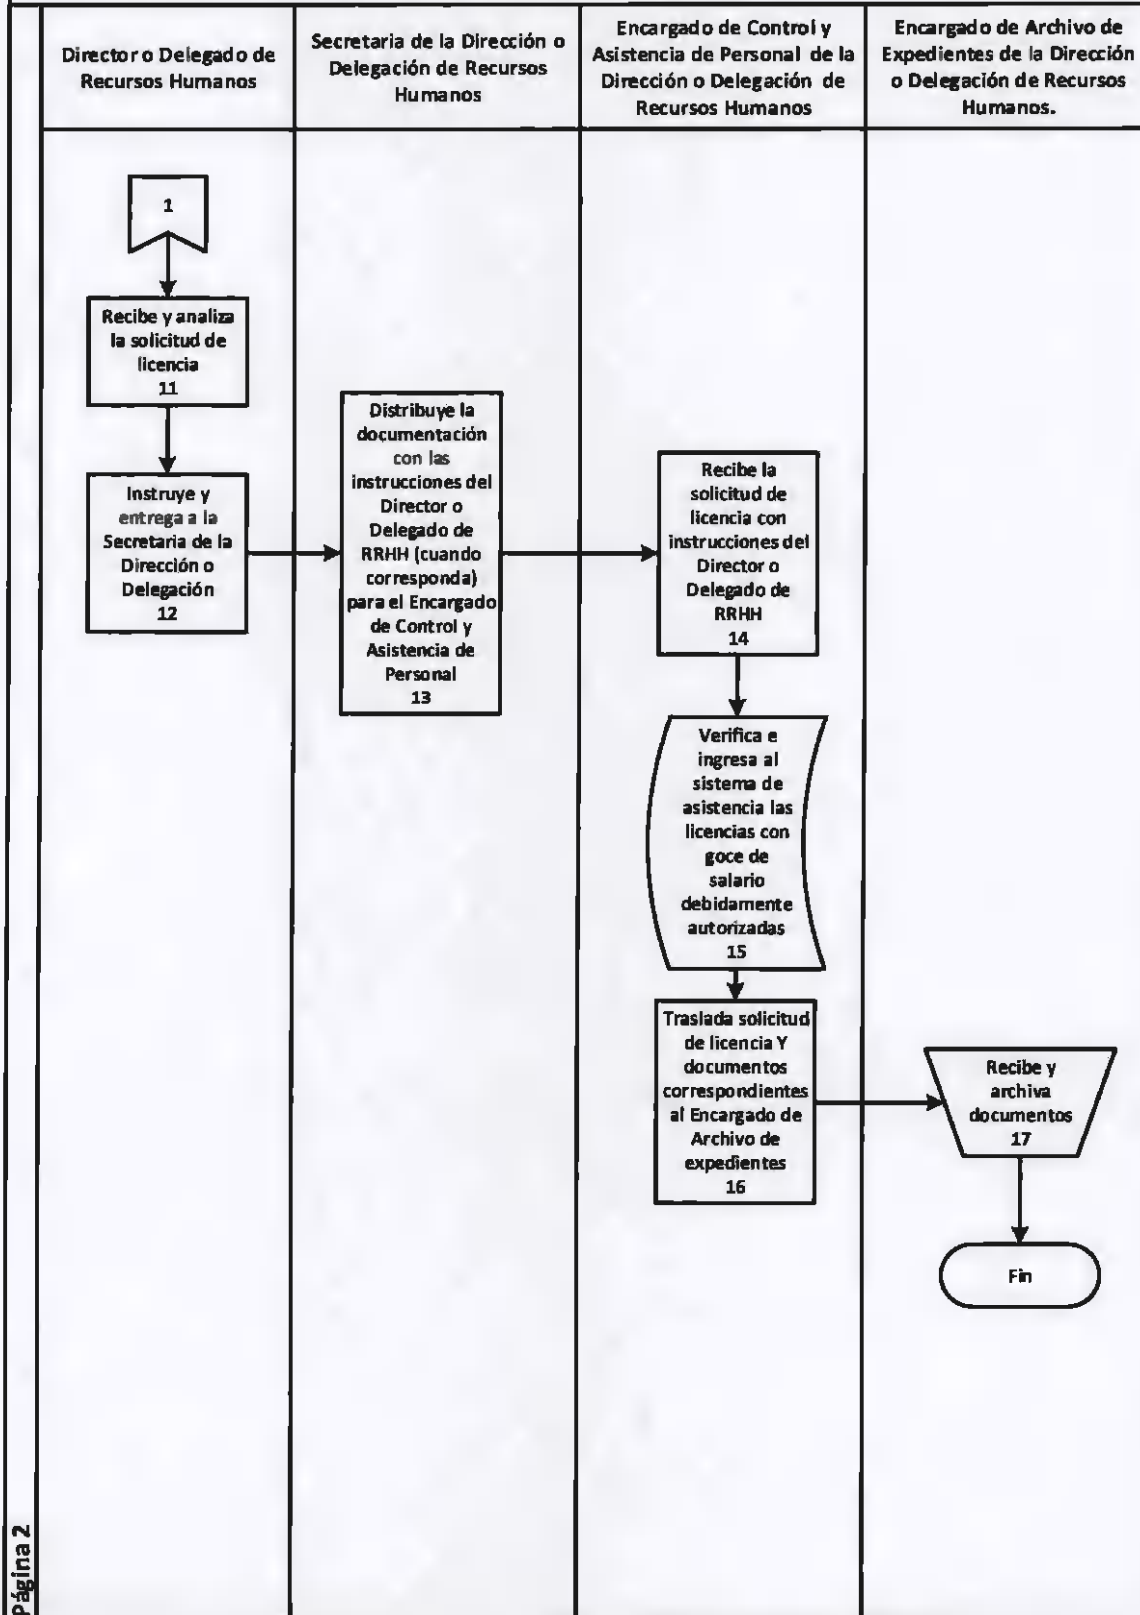 Director o Delegado de
Recursos Humanos
Secretaria de la Dirección o
Delegación de Recursos
Humanos
Encargado de Control y
Asistencia de Personal de la
Dirección o Delegación de
Recursos Humanos
Encargado de Archivo de
Expedientes de la Dirección
o Delegación de Recursos
Humanos.
1
Recibe y analiza
la solicitud de
licencia
11
Instruye y
entrega a la
Secretaria de la
Dirección o
Delegación
12
Distribuye la
documentación
con las
instrucciones del
Director o
Delegado de
RRHH (cuando
corresponda)
para el Encargado
de Control y
Asistencia de
Personal
13
Recibe la
solicitud de
licencia con
instrucciones del
Director o
Delegado de
RRHH
14
Verifica e
ingresa al
sistema de
asistencia las
licencias con
goce de
salario
debidamente
autorizadas
15
Traslada solicitud
de licencia Y
documentos
correspondientes
al Encargado de
Archivo de
expedientes
16
Recibe y
archiva
documentos
17
Fin
Página 2